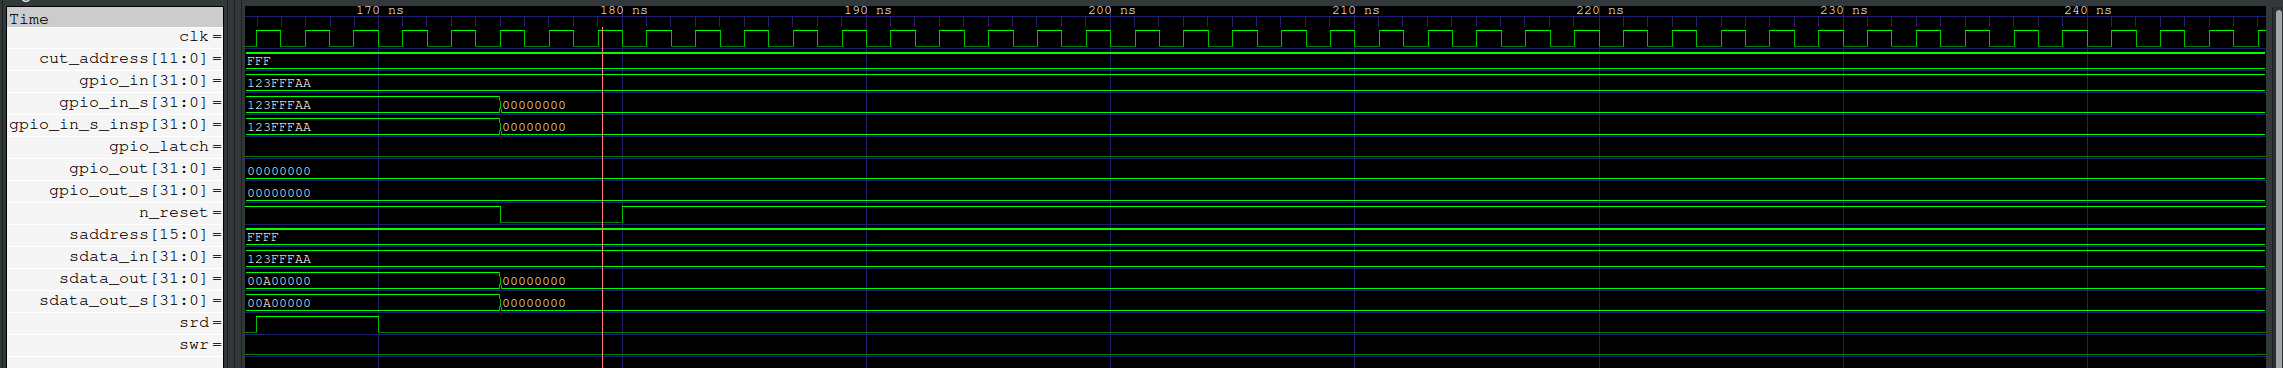 170 ns 180 ns 190 ns 200 ns 210 ns 220 ns 230 ns 240 ns
Time
clk=
cut_address[11:0]= FFF
gpio_in[31:0]= 123FFFAA
gpio_in_s[31:0]= 123FFFAA 00000000
gpio_in_s_insp[31:0]= 123FFFAA 00000000
gpio_latch=
gpio_out[31:0]= 00000000
gpio_out_s[31:0]= 00000000
n_reset=
saddress[15:0]= FFFF
sdata_in[31:0]= 123FFFAA
sdata_out[31:0]= 00A00000 00000000
sdata_out_s[31:0]= 00A00000 00000000
srd=
swr=